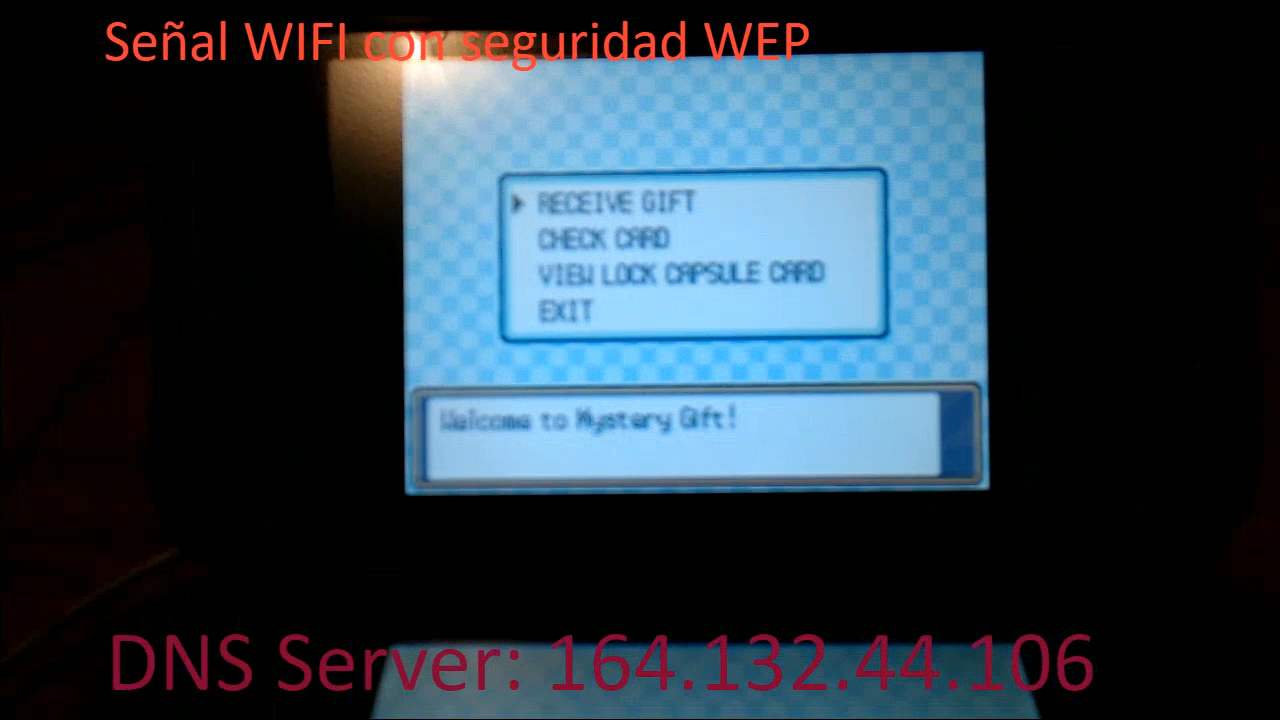 Señal WIFI con seguridad WEP
RECEIVE GIFT
CHECK CARD
VIEW LOCK CAPSULE CARD
EXIT
Welcome to Mystery Gift!
DNS Server: 164.132.44.106